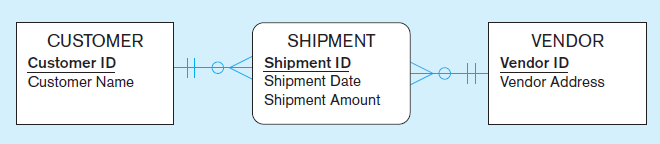 CUSTOMER
Customer ID
Customer Name
SHIPMENT
Shipment ID
Shipment Date
Shipment Amount
VENDOR
Vendor ID
Vendor Address